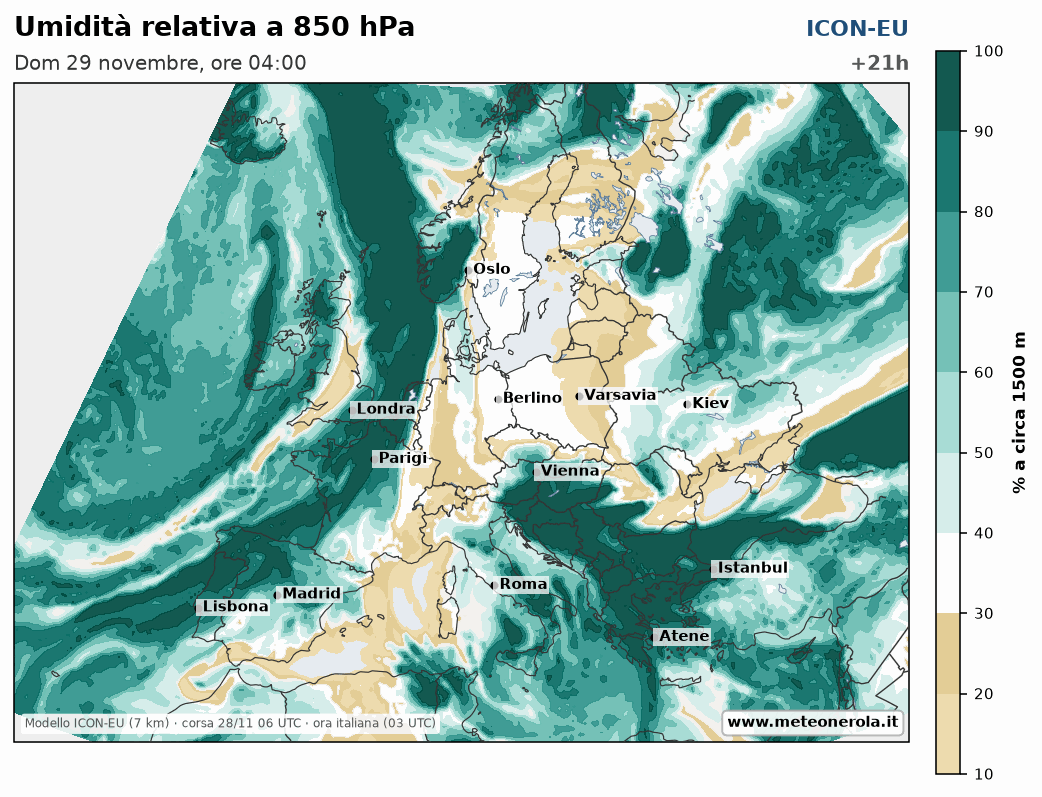 Umidità relativa a 850 hPa
ICON-EU
Dom 29 novembre, ore 04:00
+21h
100
90
80
70
60
50
40
30
20
10
% a circa 1500 m
Oslo
Londra
Berlino
Varsavia
Kiev
Parigi
Vienna
Istanbul
Roma
Madrid
Lisbona
Atene
Modello ICON-EU (7 km) · corsa 28/11 06 UTC · ora italiana (03 UTC)
www.meteonerola.it